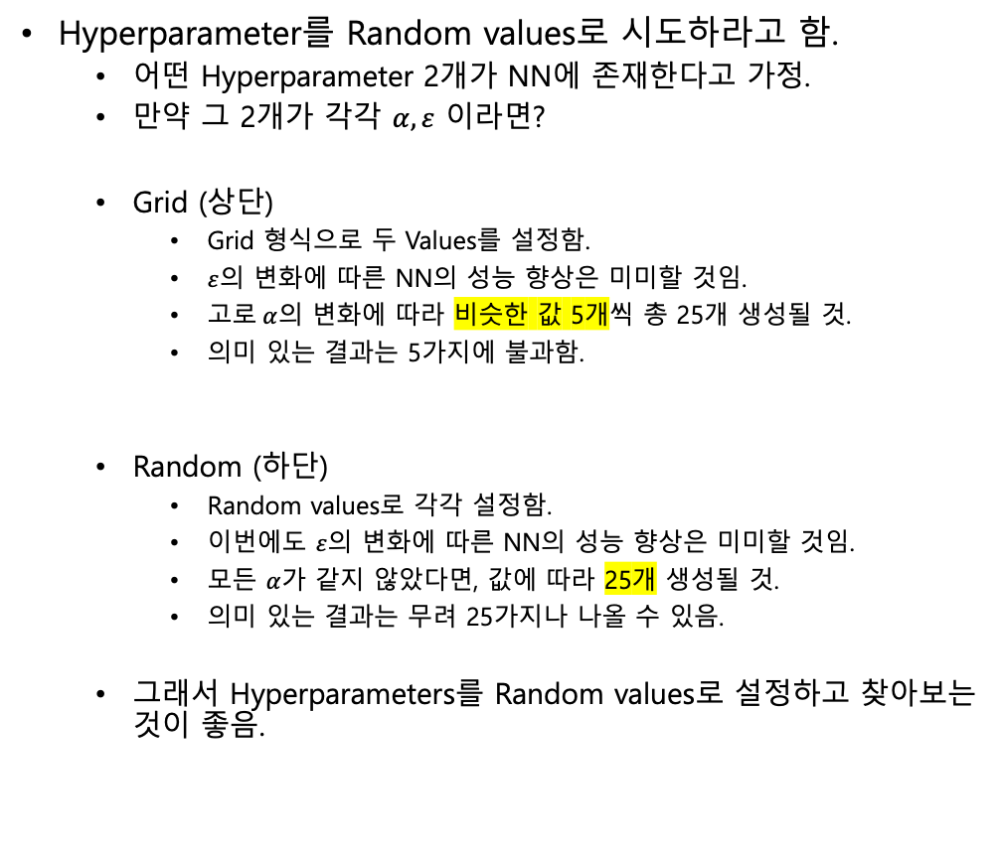 • Hyperparameter를 Random values로 시도하라고 함.
• 어떤 Hyperparameter 2개가 NN에 존재한다고 가정.
• 만약 그 2개가 각각 𝛼, 𝜀 이라면?
• Grid (상단)
• Grid 형식으로 두 Values를 설정함.
• 𝜀의 변화에 따른 NN의 성능 향상은 미미할 것임.
• 고로 𝛼의 변화에 따라 비슷한 값 5개씩 총 25개 생성될 것.
• 의미 있는 결과는 5가지에 불과함.
• Random (하단)
• Random values로 각각 설정함.
• 이번에도 𝜀의 변화에 따른 NN의 성능 향상은 미미할 것임.
• 모든 𝛼가 같지 않았다면, 값에 따라 25개 생성될 것.
• 의미 있는 결과는 무려 25가지나 나올 수 있음.
• 그래서 Hyperparameters를 Random values로 설정하고 찾아보는
것이 좋음.